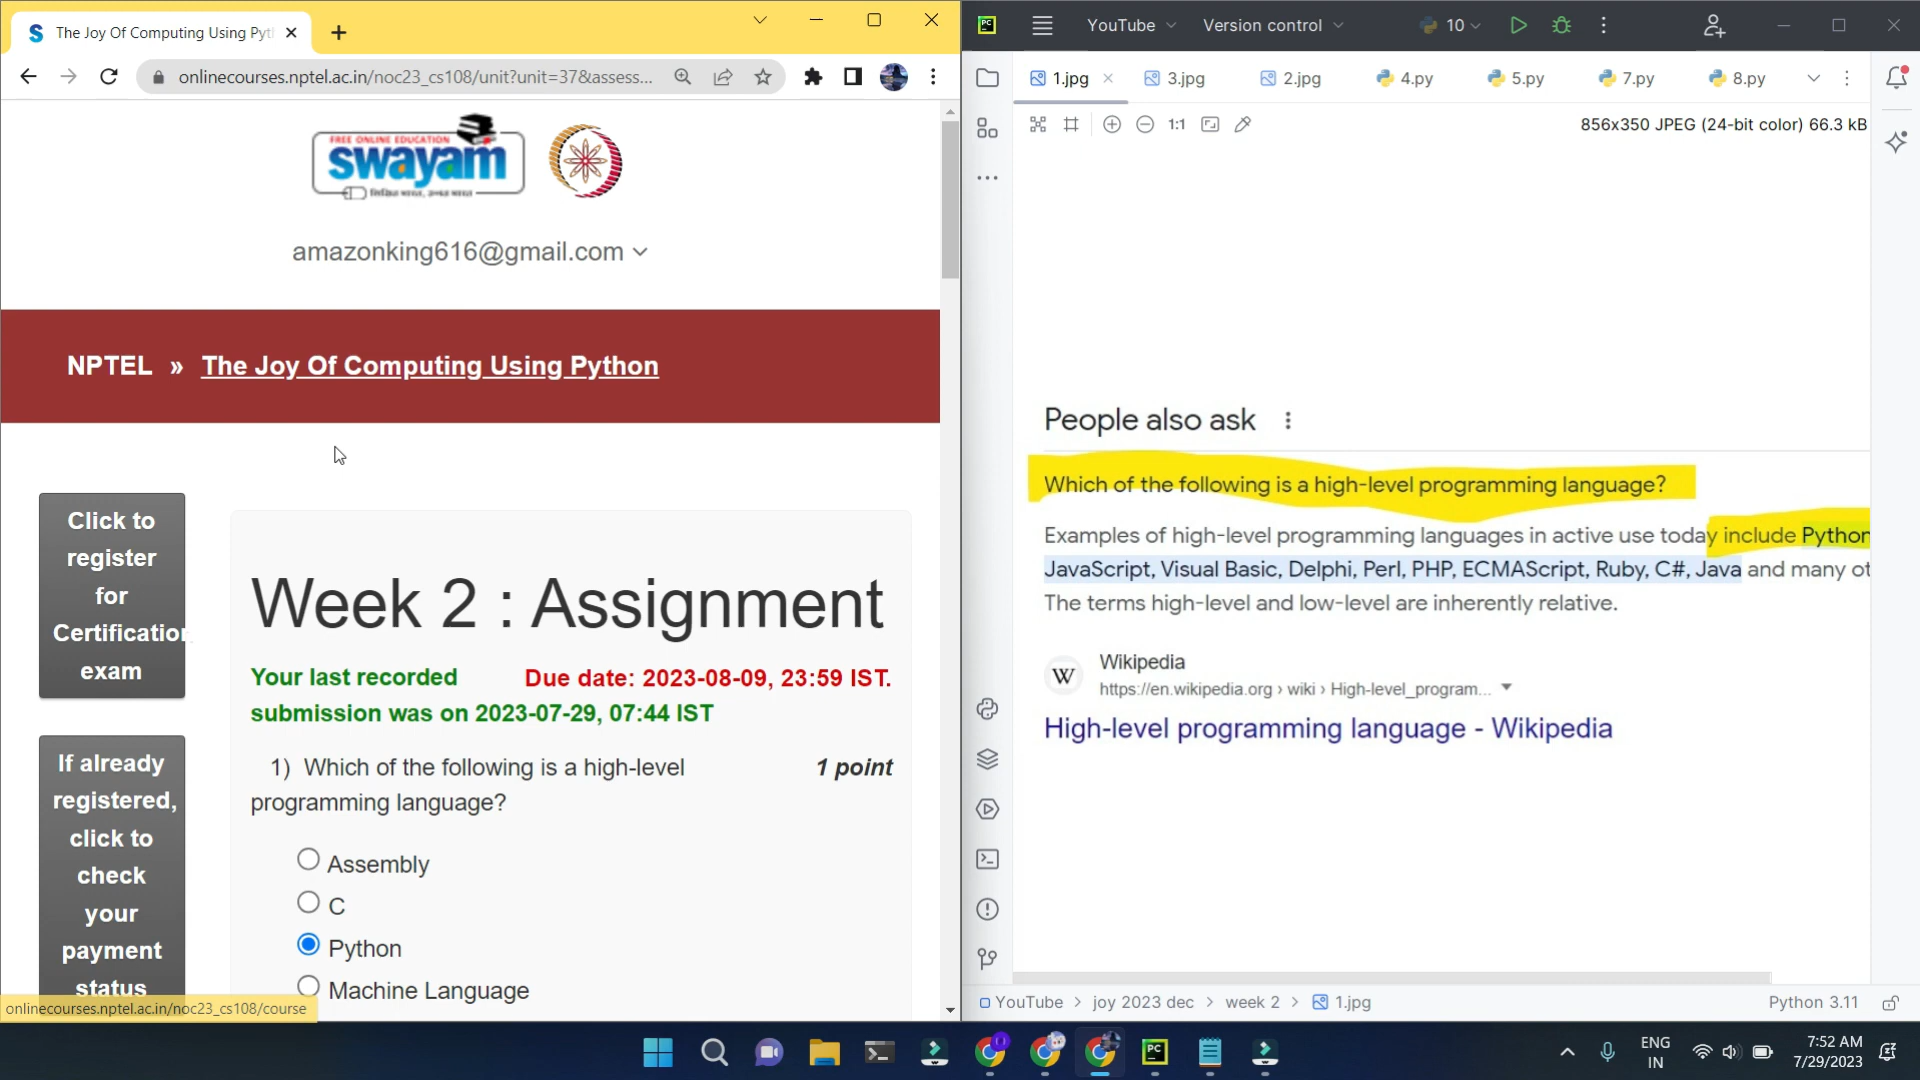 The Joy Of Computing Using Pyt
onlinecourses.nptel.ac.in/noc23_cs108/unit?unit=37&assess...
FREE ONLINE EDUCATION
swayam
amazonking616@gmail.com
NPTEL » The Joy Of Computing Using Python
Click to
register
for
Certification
exam
If already
registered,
click to
check
your
payment
status
Week 2 : Assignment
Your last recorded
submission was on 2023-07-29, 07:44 IST
Due date: 2023-08-09, 23:59 IST.
1) Which of the following is a high-level
programming language?
1 point
Assembly
C
Python
Machine Language
onlinecourses.nptel.ac.in/noc23_cs108/course
PC
YouTube
Version control
10
1.jpg
3.jpg
2.jpg
4.py
5.py
7.py
8.py
1:1
856x350 JPEG (24-bit color) 66.3 kB
People also ask
Which of the following is a high-level programming language?
Examples of high-level programming languages in active use today include Python
JavaScript, Visual Basic, Delphi, Perl, PHP, ECMAScript, Ruby, C#, Java and many ot
The terms high-level and low-level are inherently relative.
W
Wikipedia
https://en.wikipedia.org › wiki › High-level_program...
High-level programming language - Wikipedia
YouTube > joy 2023 dec > week 2 > 1.jpg
Python 3.11
PC
ENG
IN
7:52 AM
7/29/2023